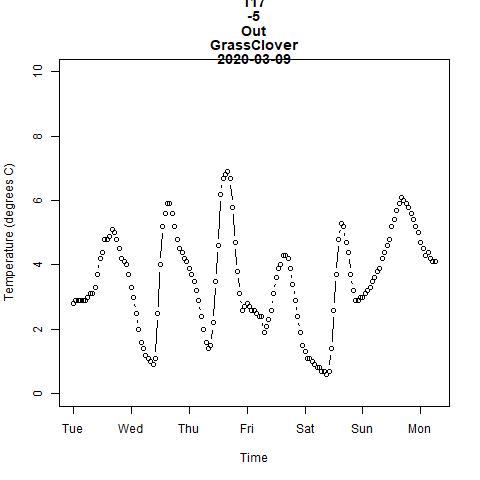 T17
-5
Out
GrassClover
2020-03-09
Temperature (degrees C)
10
8
6
4
2
0
Tue Wed Thu Fri Sat Sun Mon
Time